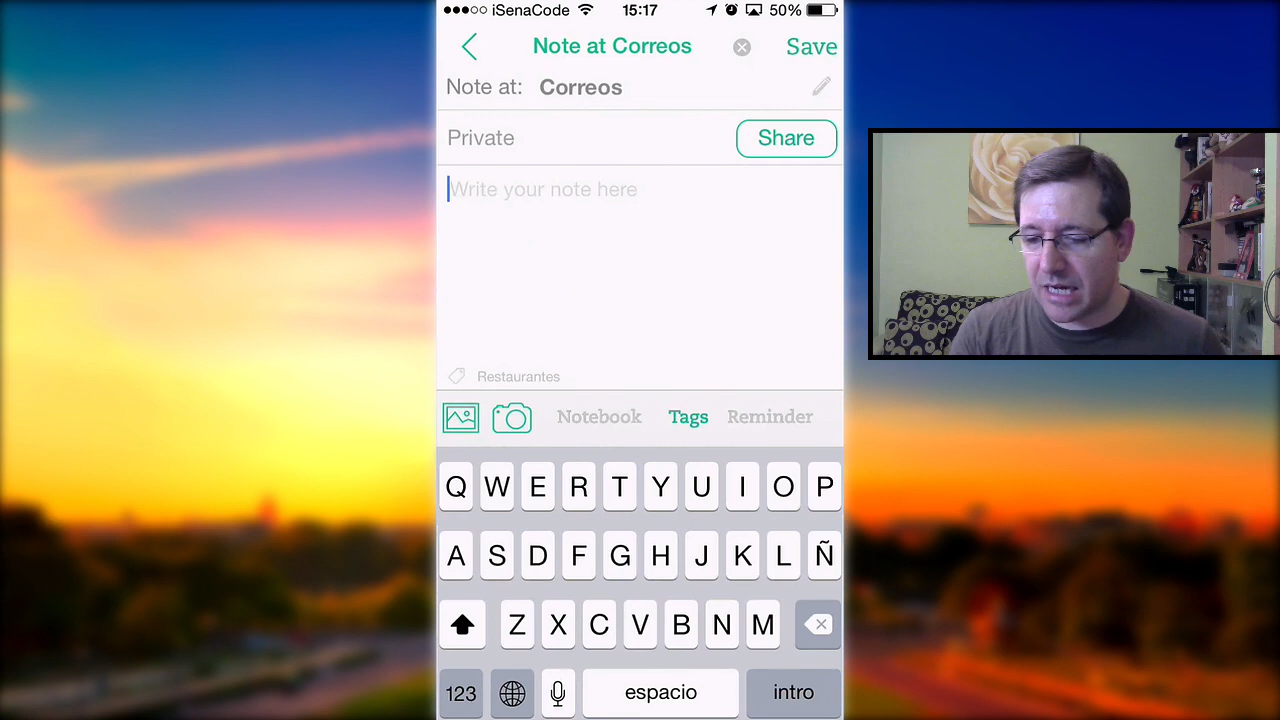 iSenaCode 15:17 50%
Note at Correos Save
Note at: Correos
Private Share
Write your note here
Restaurantes
Notebook Tags Reminder
Q W E R T Y U I O P
A S D F G H J K L Ñ
Z X C V B N M
123 espacio intro